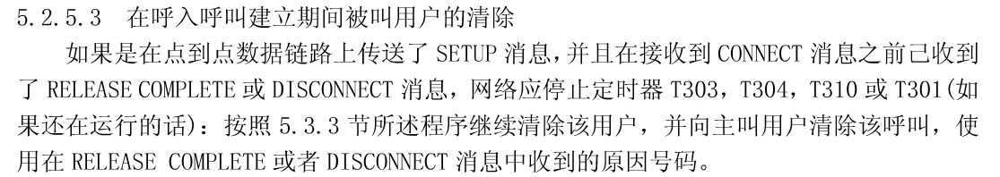 5.2.5.3 在呼入呼叫建立期间被叫用户的清除
如果是在点到点数据链路上传送了 SETUP 消息，并且在接收到 CONNECT 消息之前己收到
了 RELEASE COMPLETE 或 DISCONNECT 消息，网络应停止定时器 T303，T304，T310 或 T301(如
果还在运行的话)：按照 5.3.3 节所述程序继续清除该用户，并向主叫用户清除该呼叫，使
用在 RELEASE COMPLETE 或者 DISCONNECT 消息中收到的原因号码。